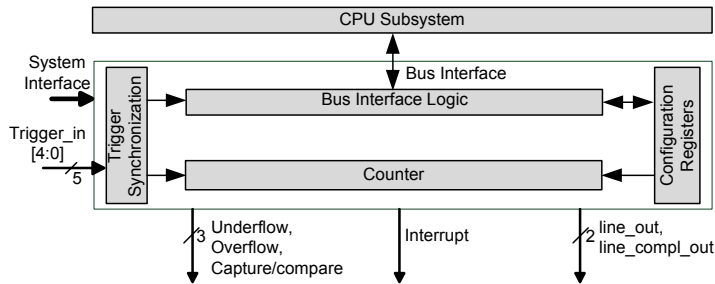 CPU Subsystem
System
Interface
Bus Interface
Trigger
Synchronization
Bus Interface Logic
Configuration
Registers
Trigger_in
[4:0]
5
Counter
3
Underflow,
Overflow,
Capture/compare
Interrupt
2
line_out,
line_compl_out